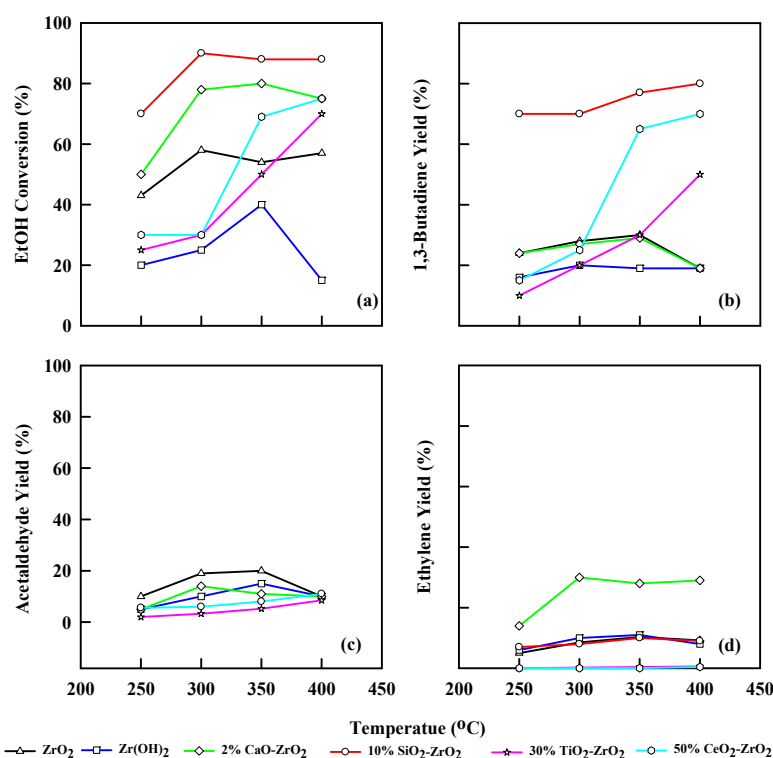 100
80
60
40
20
0
EtOH Conversion (%)
(a)
1,3-Butadiene Yield (%)
(b)
100
80
60
40
20
0
Acetaldehyde Yield (%)
(c)
200 250 300 350 400 450
Ethylene Yield (%)
(d)
200 250 300 350 400 450
Temperatue (⁰C)
ZrO₂ Zr(OH)₂ 2% CaO-ZrO₂ 10% SiO₂-ZrO₂ 30% TiO₂-ZrO₂ 50% CeO₂-ZrO₂